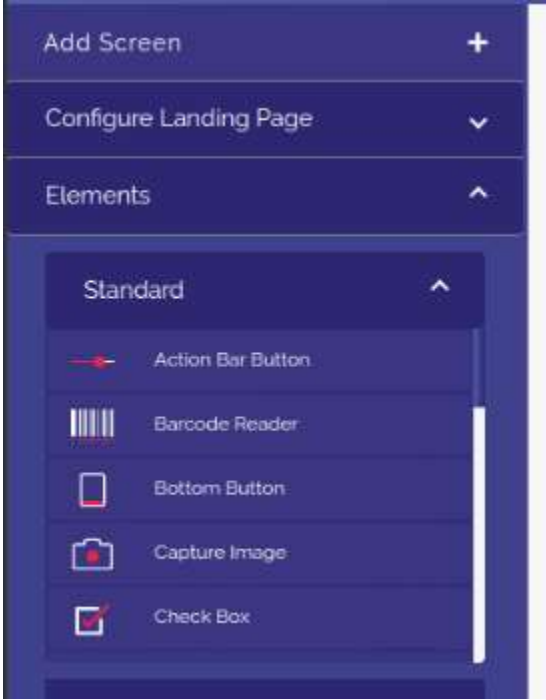 Add Screen
Configure Landing Page
Elements
Standard
Action Bar Button
Barcode Reader
Bottom Button
Capture Image
Check Box